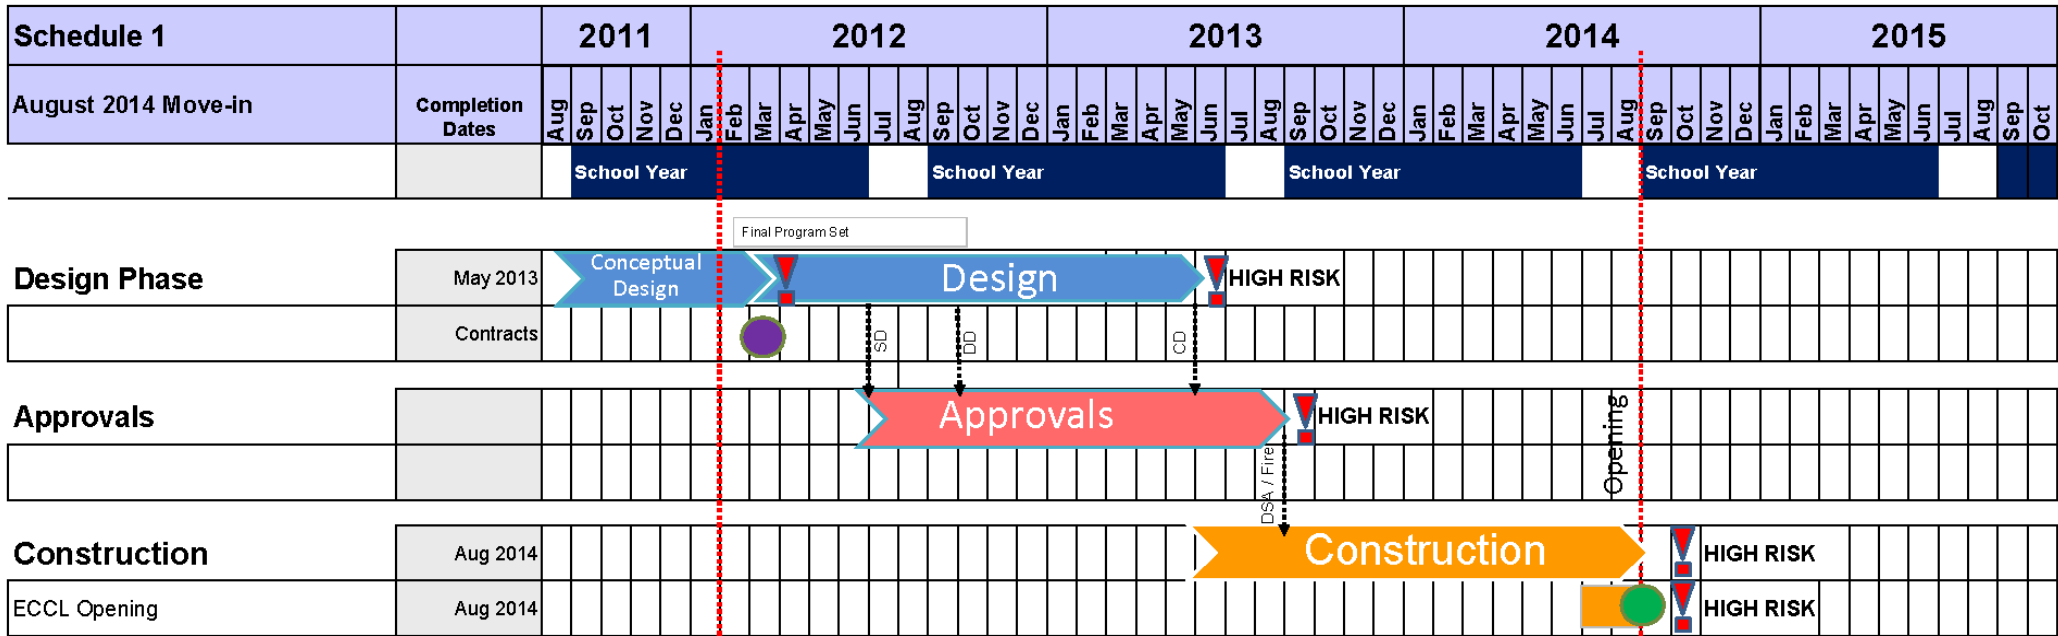 Schedule 1
2011 2012 2013 2014 2015
August 2014 Move-in
Completion
Dates
Aug Sep Oct Nov Dec Jan Feb Mar Apr May Jun Jul Aug Sep Oct Nov Dec Jan Feb Mar Apr May Jun Jul Aug Sep Oct Nov Dec Jan Feb Mar Apr May Jun Jul Aug Sep Oct Nov Dec Jan Feb Mar Apr May Jun Jul Aug Sep Oct
School Year School Year School Year School Year
Final Program Set
Design Phase
May 2013
Conceptual
Design
Design
HIGH RISK
Contracts
SD
DD
CD
Approvals
Approvals
HIGH RISK
Opening
DSA / Fire
Construction
Aug 2014
Construction
HIGH RISK
ECCL Opening
Aug 2014
HIGH RISK